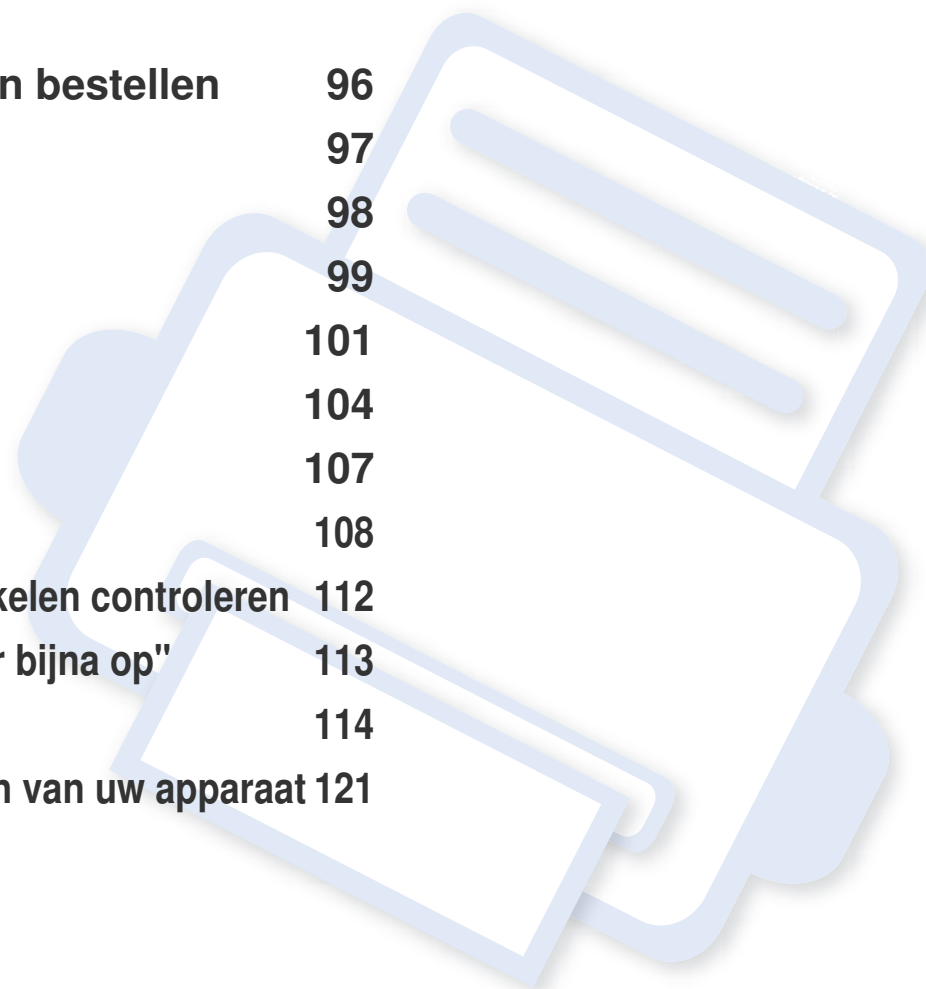 n bestellen 96
97
98
99
101
104
107
108
kelen controleren 112
r bijna op" 113
114
n van uw apparaat 121